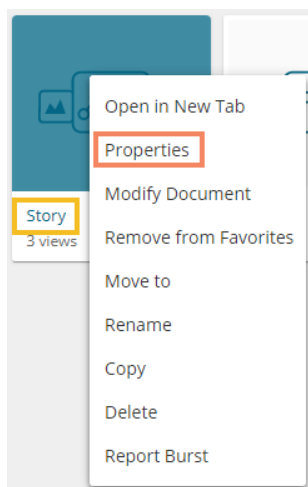 Open in New Tab
Properties
Modify Document
Story
3 views
Remove from Favorites
Move to
Rename
Copy
Delete
Report Burst